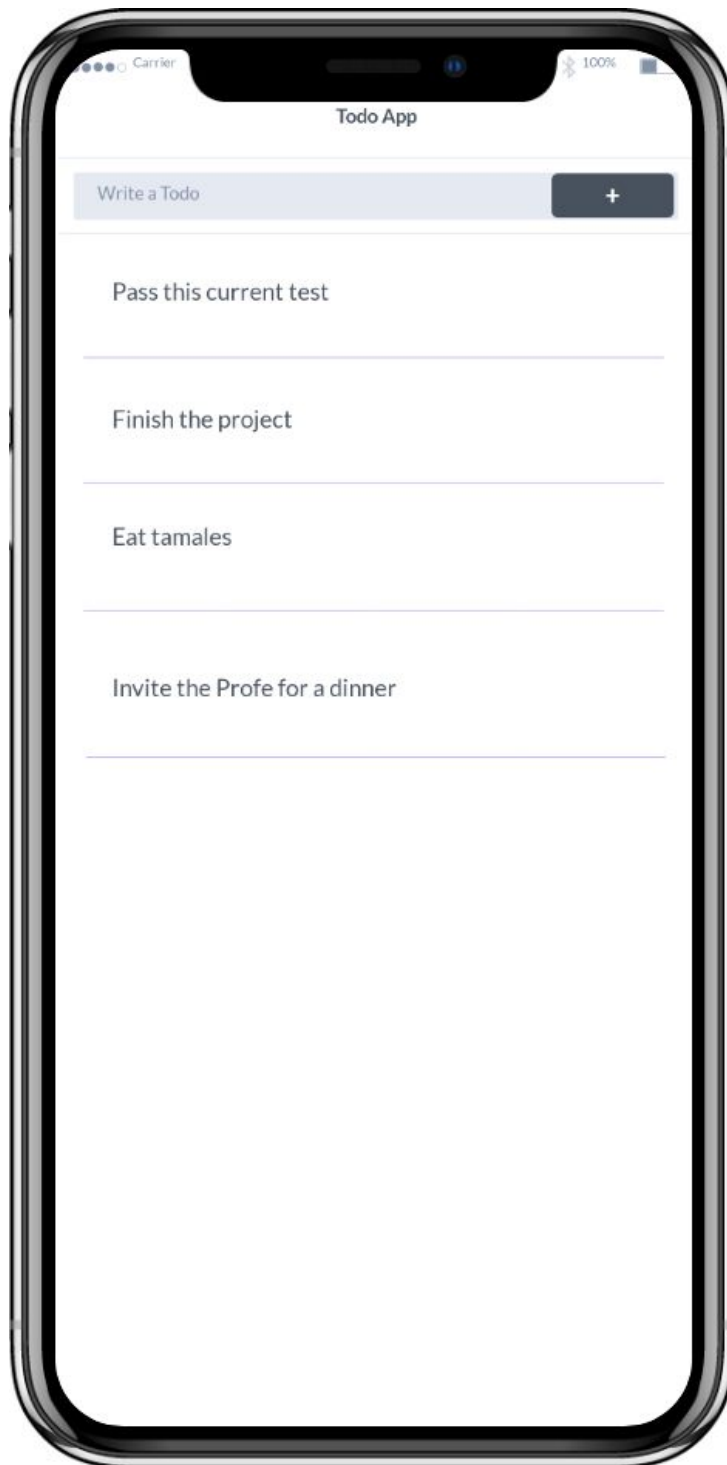 Carrier
100%
Todo App
Write a Todo
+
Pass this current test
Finish the project
Eat tamales
Invite the Profe for a dinner